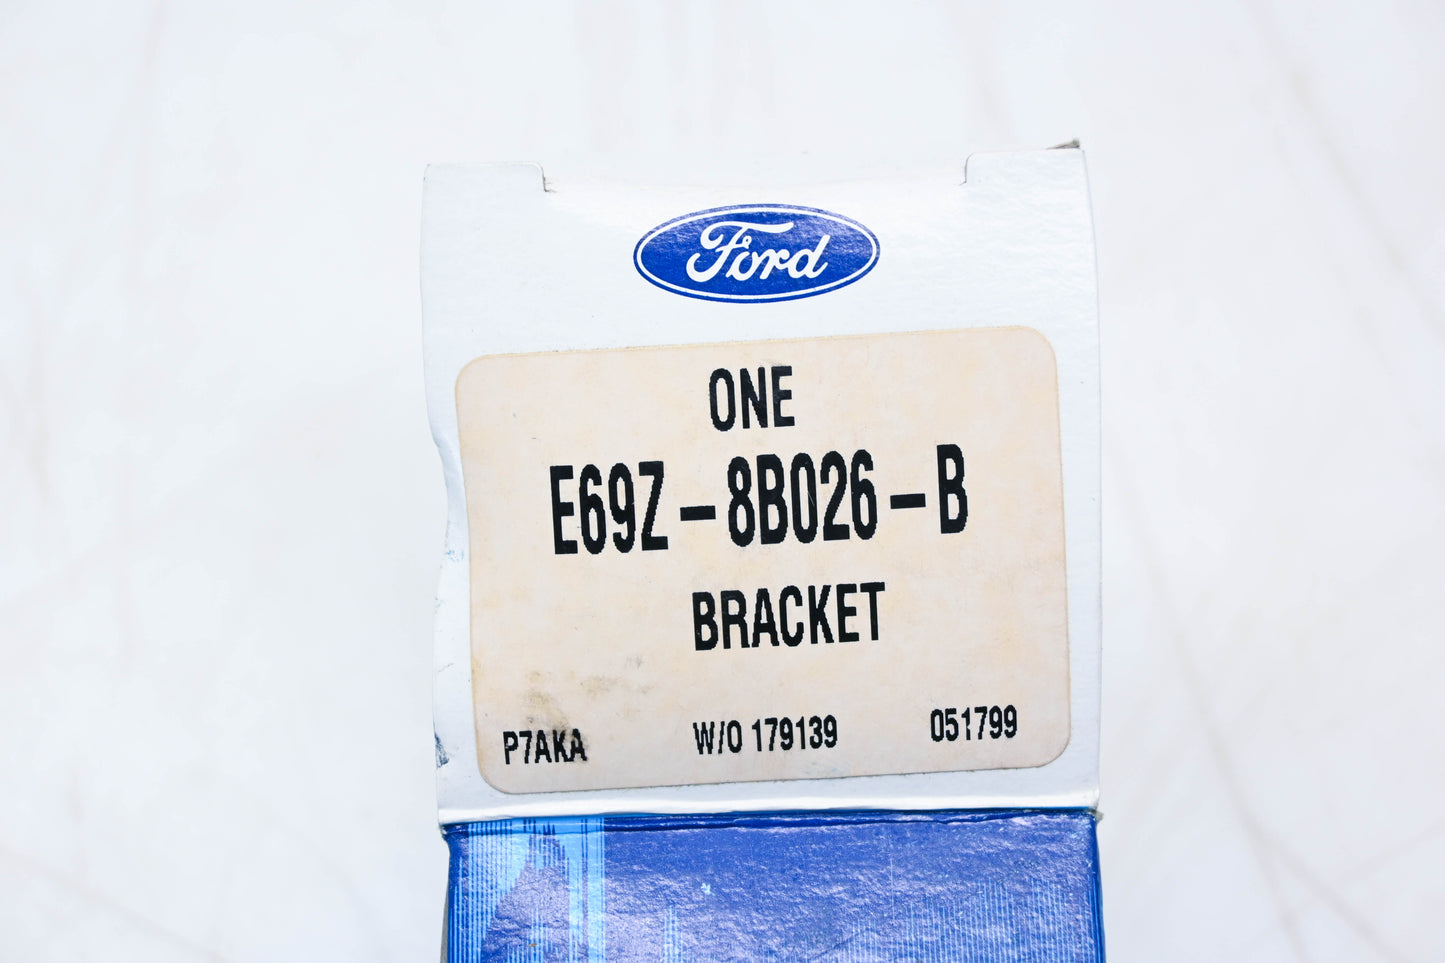 Ford
ONE
E69Z-8B026-B
BRACKET
P7AKA W/O 179139 051799